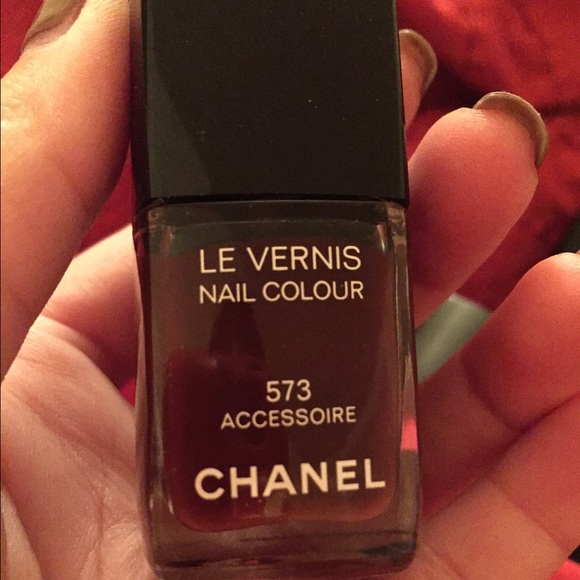 LE VERNIS
NAIL COLOUR
573
ACCESSOIRE
CHANEL